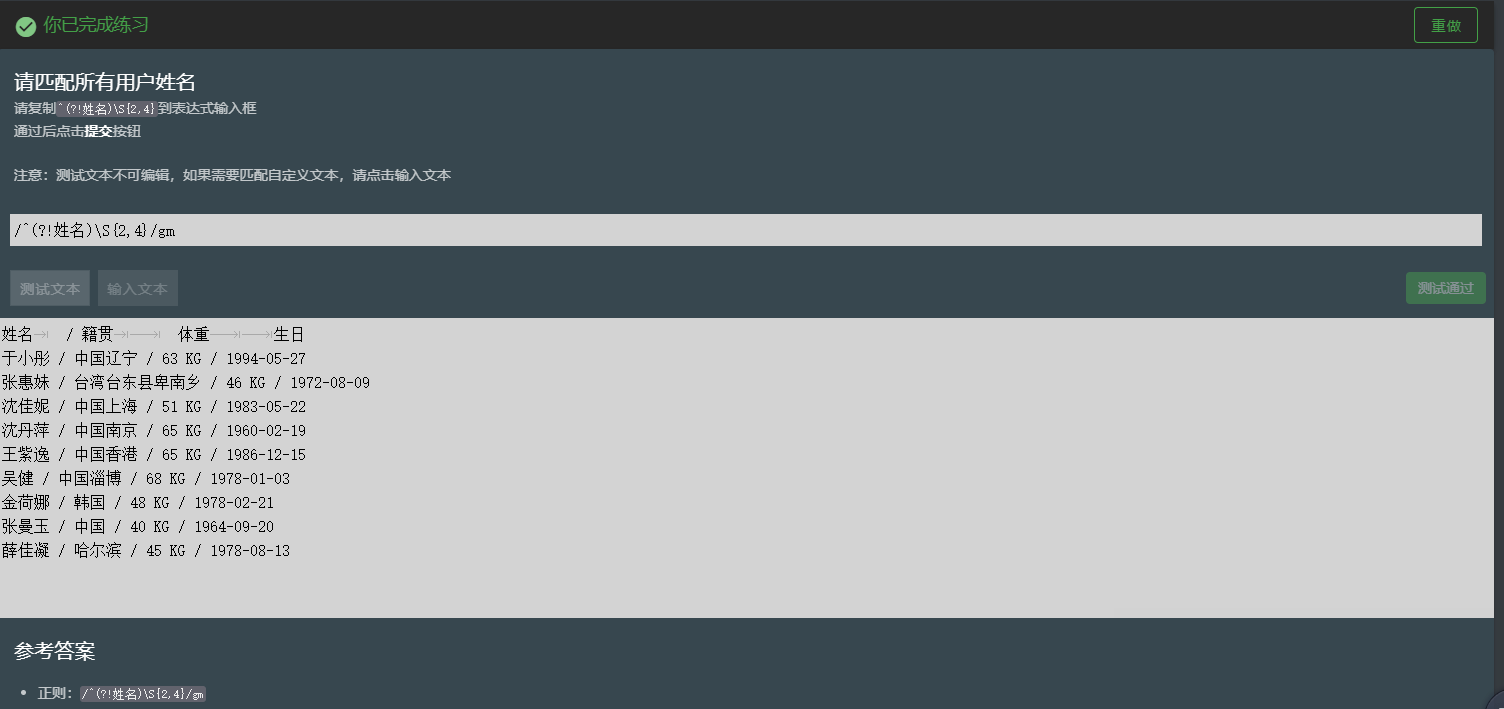 你已完成练习
重做
请匹配所有用户姓名
请复制^(?!姓名)\S{2,4}到表达式输入框
通过后点击提交按钮
注意：测试文本不可编辑，如果需要匹配自定义文本，请点击输入文本
/^(?!姓名)\S{2,4}/gm
测试文本 输入文本
测试通过
姓名 / 籍贯 体重 生日
于小彤 / 中国辽宁 / 63 KG / 1994-05-27
张惠妹 / 台湾台东县卑南乡 / 46 KG / 1972-08-09
沈佳妮 / 中国上海 / 51 KG / 1983-05-22
沈丹萍 / 中国南京 / 65 KG / 1960-02-19
王紫逸 / 中国香港 / 65 KG / 1986-12-15
吴健 / 中国淄博 / 68 KG / 1978-01-03
金荷娜 / 韩国 / 48 KG / 1978-02-21
张曼玉 / 中国 / 40 KG / 1964-09-20
薛佳凝 / 哈尔滨 / 45 KG / 1978-08-13
参考答案
• 正则：/^(?!姓名)\S{2,4}/gm